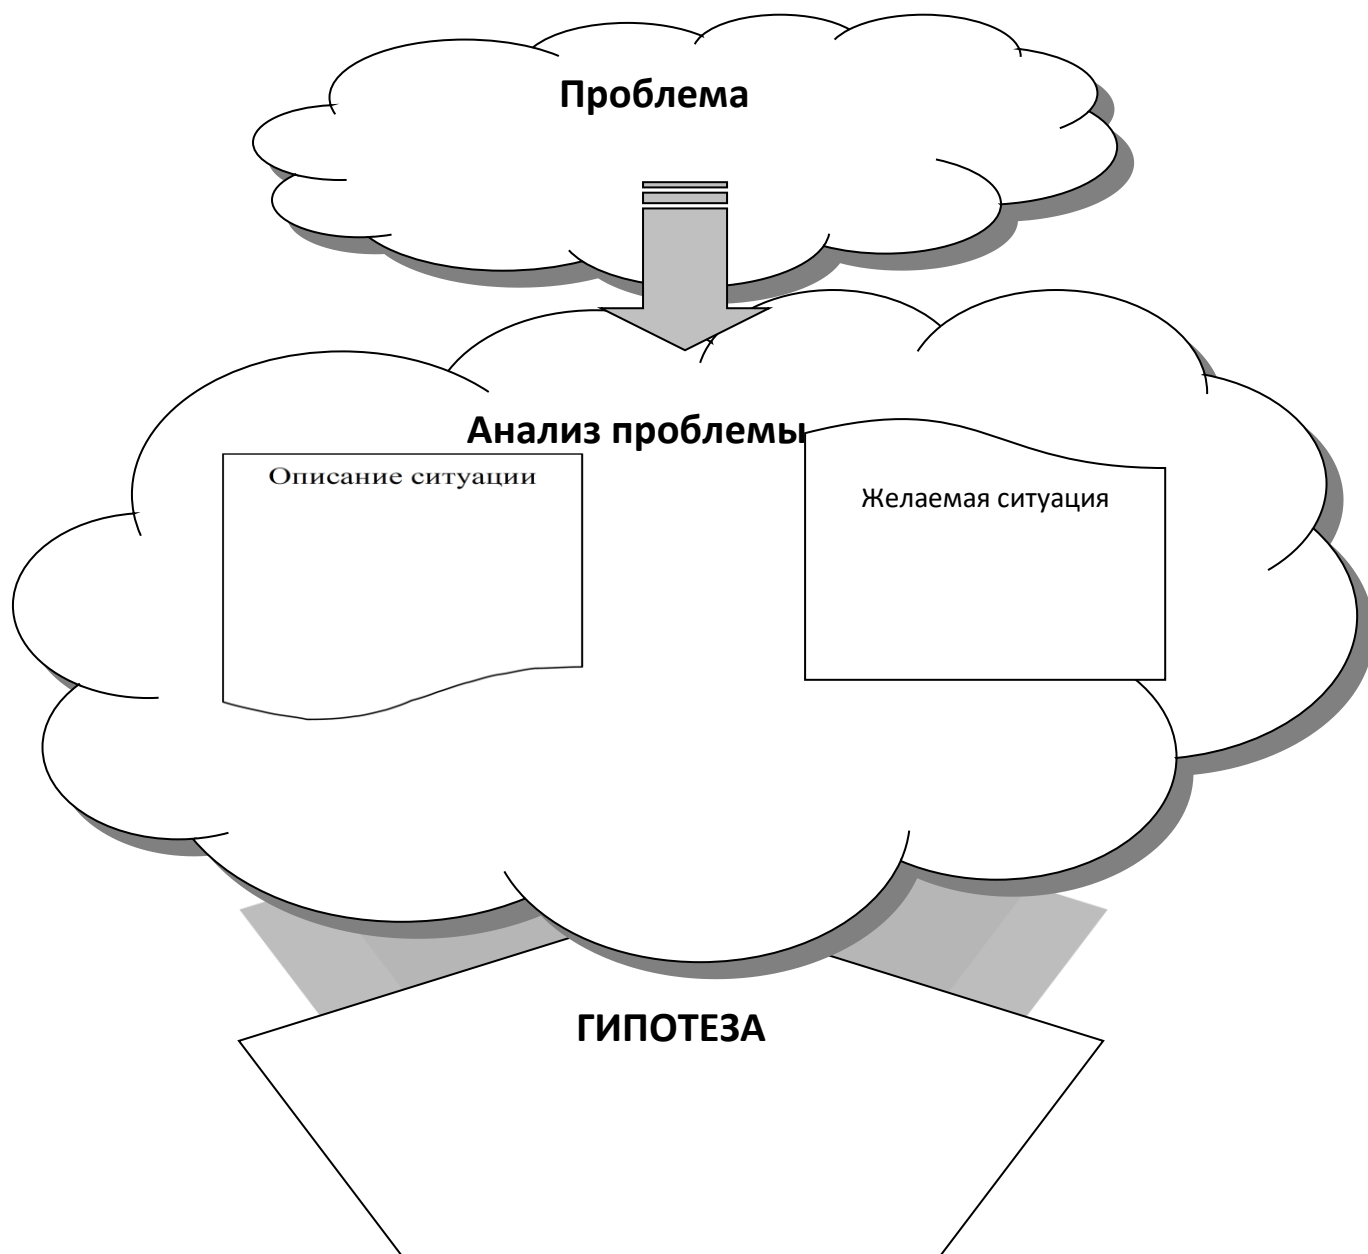 Проблема
Анализ проблемы
Описание ситуации
Желаемая ситуация
ГИПОТЕЗА